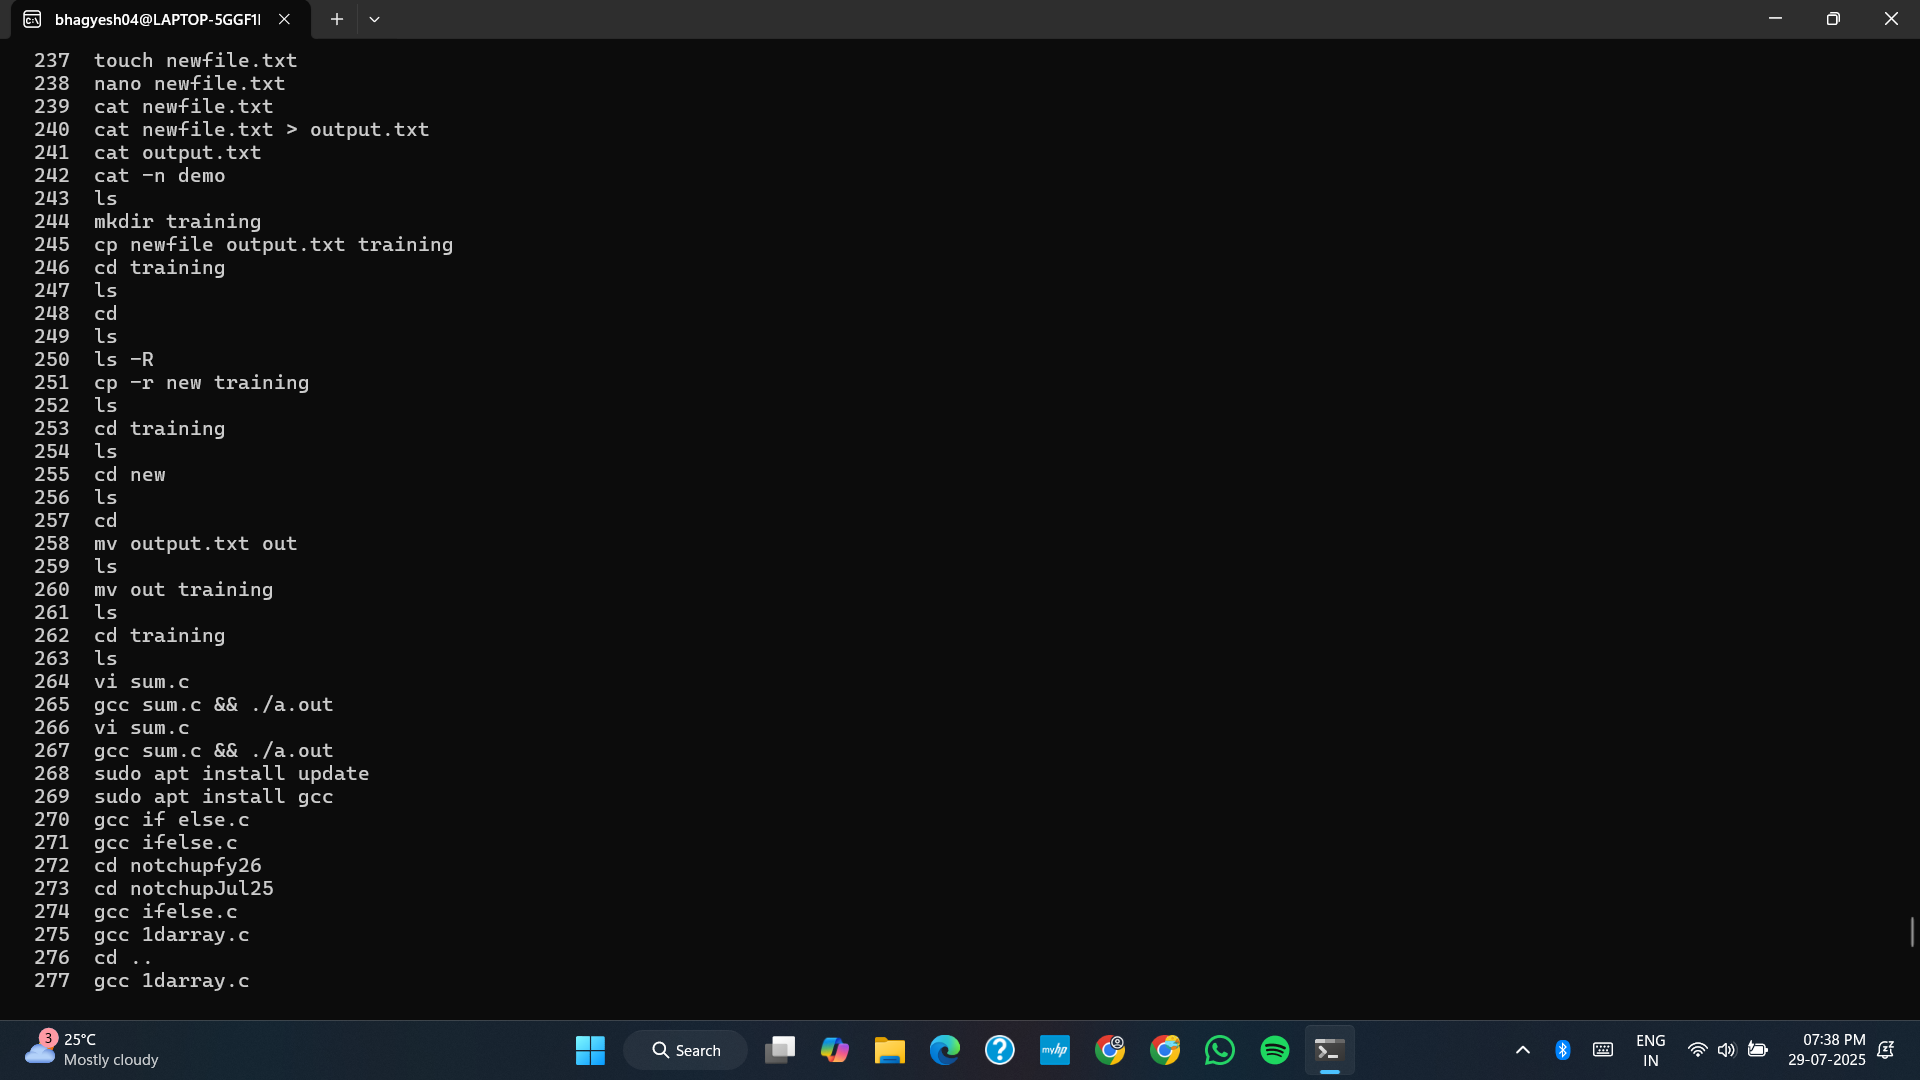 bhagyesh04@LAPTOP-5GGF1
237 touch newfile.txt
238 nano newfile.txt
239 cat newfile.txt
240 cat newfile.txt > output.txt
241 cat output.txt
242 cat -n demo
243 ls
244 mkdir training
245 cp newfile output.txt training
246 cd training
247 ls
248 cd
249 ls
250 ls -R
251 cp -r new training
252 ls
253 cd training
254 ls
255 cd new
256 ls
257 cd
258 mv output.txt out
259 ls
260 mv out training
261 ls
262 cd training
263 ls
264 vi sum.c
265 gcc sum.c && ./a.out
266 vi sum.c
267 gcc sum.c && ./a.out
268 sudo apt install update
269 sudo apt install gcc
270 gcc if else.c
271 gcc ifelse.c
272 cd notchupfy26
273 cd notchupJul25
274 gcc ifelse.c
275 gcc 1darray.c
276 cd ..
277 gcc 1darray.c
3
25°C
Mostly cloudy
Search
myhp
ENG
IN
07:38 PM
29-07-2025